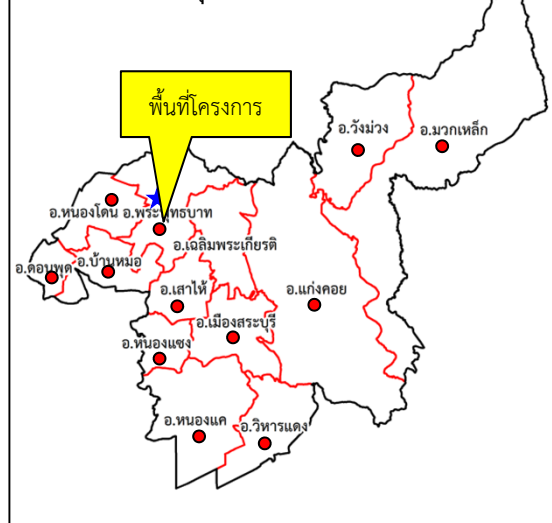 พื้นที่โครงการ
อ.วังม่วง
อ.มวกเหล็ก
อ.หนองโดน
อ.พระพุทธบาท
อ.เฉลิมพระเกียรติ
อ.ดอนพุด
อ.บ้านหมอ
อ.เสาไห้
อ.แก่งคอย
อ.เมืองสระบุรี
อ.หนองแซง
อ.หนองแค
อ.วิหารแดง